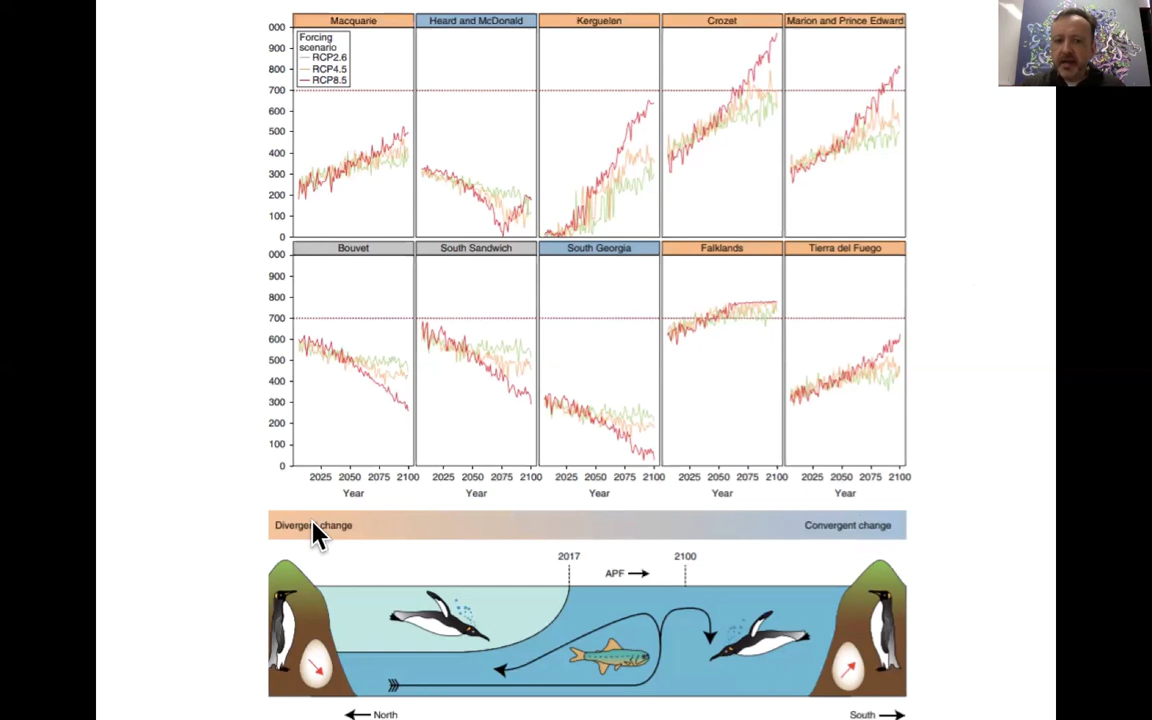 Macquarie Heard and McDonald Kerguelen Crozet Marion and Prince Edward
000
900
800
700
600
500
400
300
200
100
0
Forcing
scenario
RCP2.6
RCP4.5
RCP8.5
Bouvet South Sandwich South Georgia Falklands Tierra del Fuego
000
900
800
700
600
500
400
300
200
100
0
2025 2050 2075 2100 2025 2050 2075 2100 2025 2050 2075 2100 2025 2050 2075 2100 2025 2050 2075 2100
Year Year Year Year Year
Divergent change Convergent change
2017 2100
APF
North South